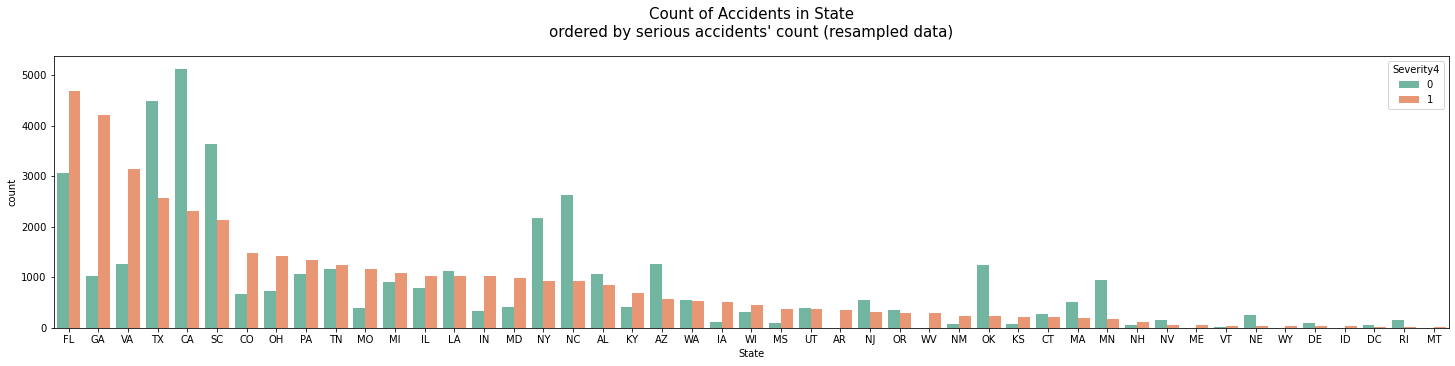 Count of Accidents in State
ordered by serious accidents' count (resampled data)
Severity4
0
1
5000
4000
3000
2000
1000
0
count
FL GA VA TX CA SC CO OH PA TN MO MI IL LA IN MD NY NC AL KY AZ WA IA WI MS UT AR NJ OR WV NM OK KS CT MA MN NH NV ME VT NE WY DE ID DC RI MT
State